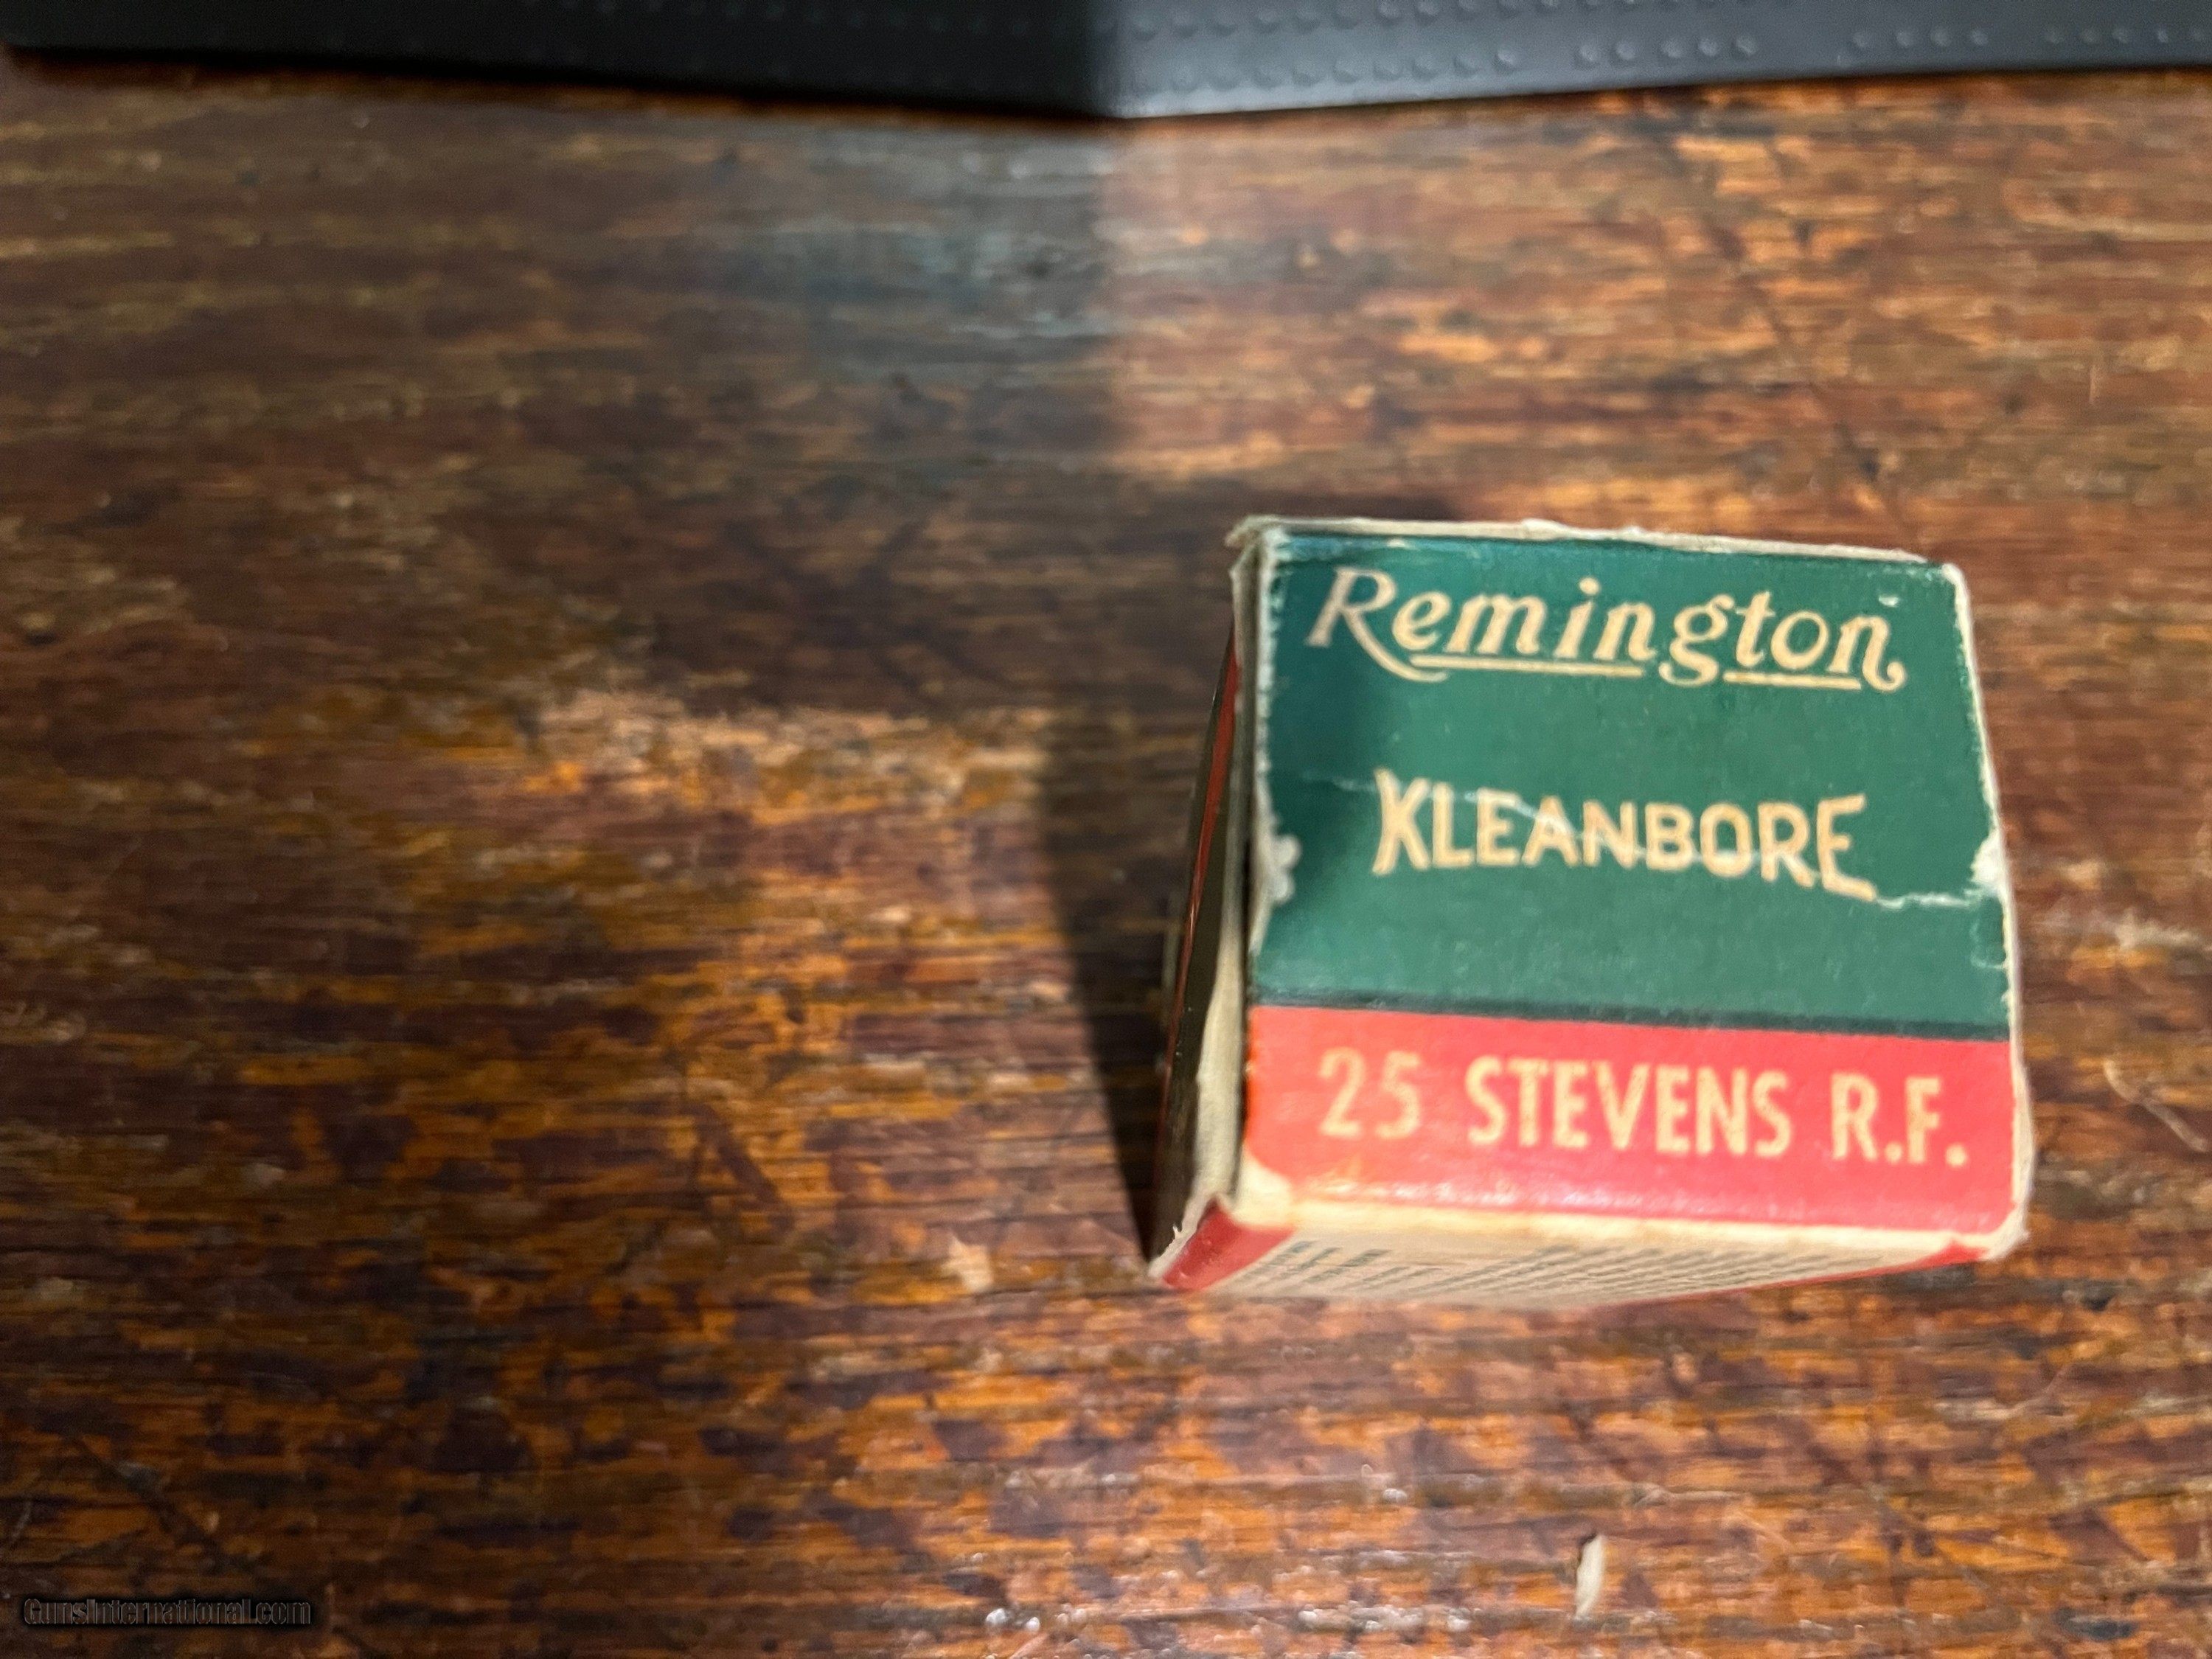 Remington
KLEANBORE
25 STEVENS R.F.
GunsInternational.com